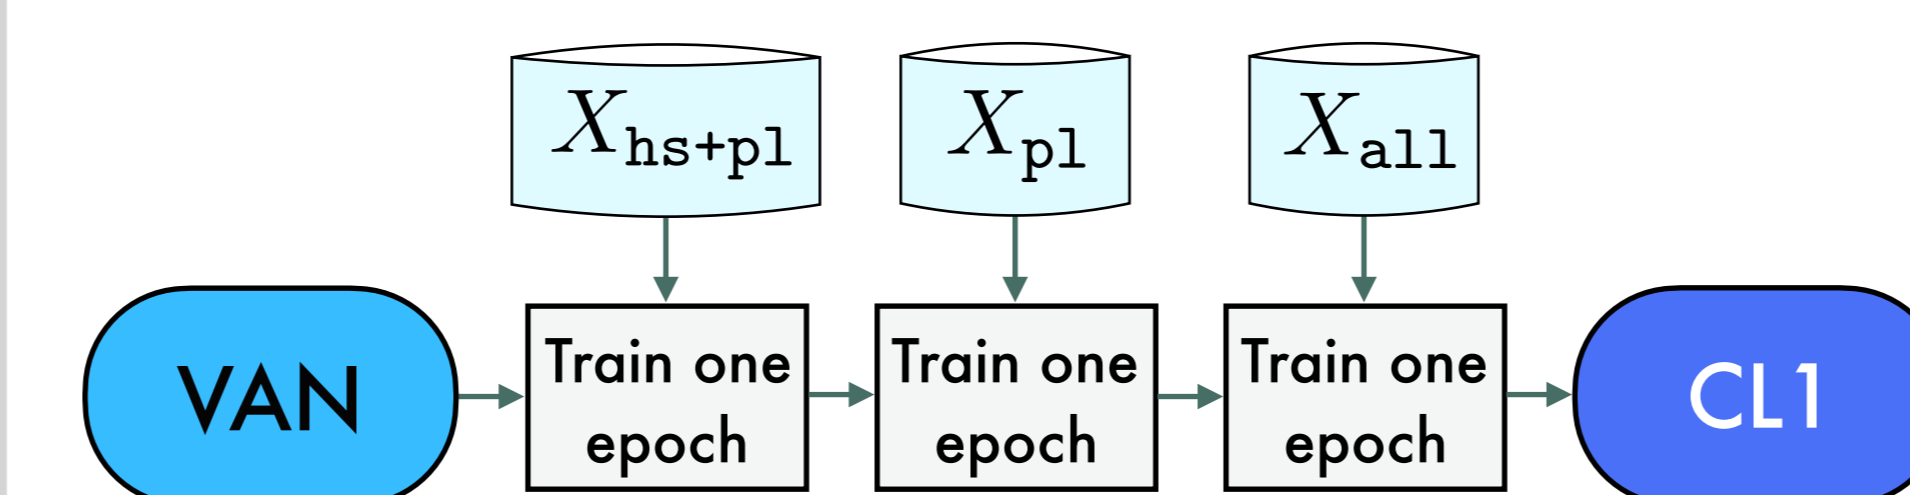 X_hs+pl
X_pl
X_all
VAN
Train one
epoch
Train one
epoch
Train one
epoch
CL1